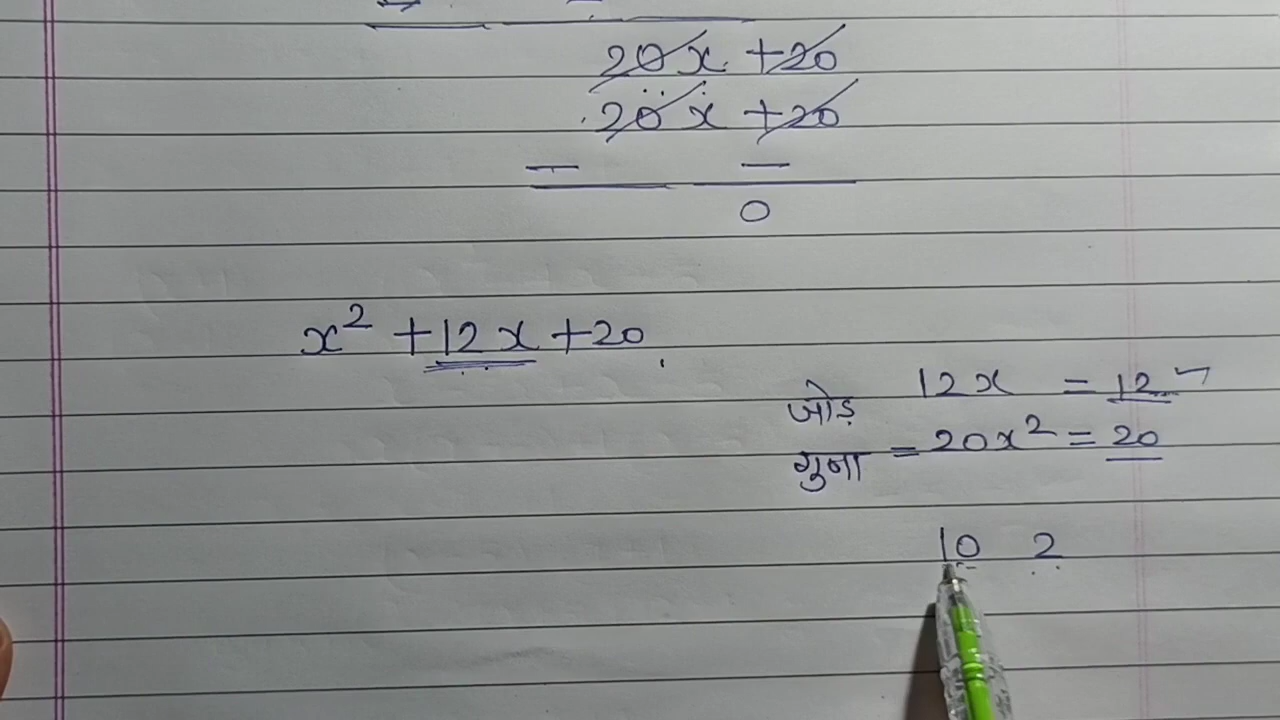 20x +20
20x +20
— —
0
x² +12x +20
जोड़ 12x = 12
गुना = 20x² = 20
10 2